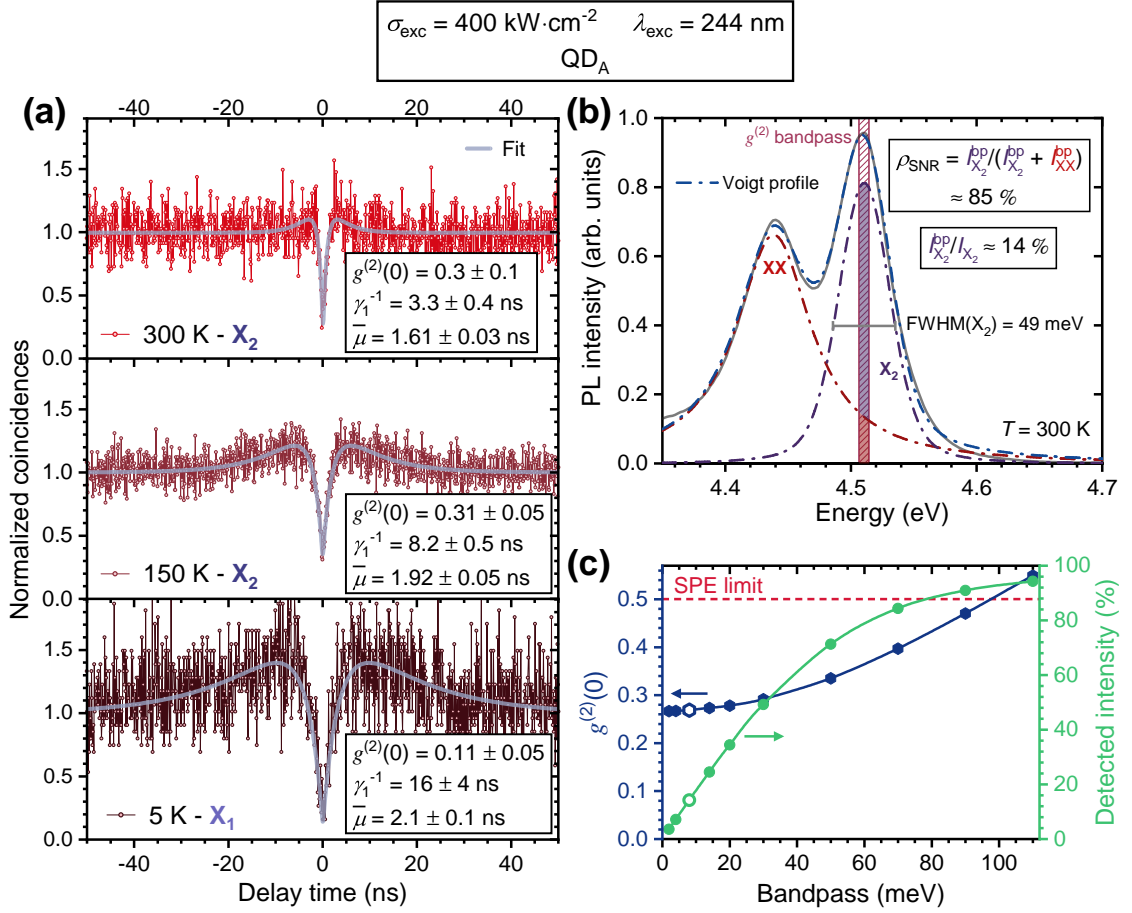 σexc = 400 kW·cm⁻² λexc = 244 nm
QD_A
(a)
-40 -20 0 20 40
Normalized coincidences
1.5
1.0
0.5
0.0
Fit
300 K - X₂
g⁽²⁾(0) = 0.3 ± 0.1
γ₁⁻¹ = 3.3 ± 0.4 ns
μ̅ = 1.61 ± 0.03 ns
1.5
1.0
0.5
0.0
150 K - X₂
g⁽²⁾(0) = 0.31 ± 0.05
γ₁⁻¹ = 8.2 ± 0.5 ns
μ̅ = 1.92 ± 0.05 ns
1.5
1.0
0.5
0.0
5 K - X₁
g⁽²⁾(0) = 0.11 ± 0.05
γ₁⁻¹ = 16 ± 4 ns
μ̅ = 2.1 ± 0.1 ns
-40 -20 0 20 40
Delay time (ns)
(b)
PL intensity (arb. units)
1.0
0.8
0.6
0.4
0.2
0.0
g⁽²⁾ bandpass
Voigt profile
ρSNR = I^bp_X₂/(I^bp_X₂ + I^bp_XX)
≈ 85 %
I^bp_X₂/I_X₂ ≈ 14 %
XX
FWHM(X₂) = 49 meV
X₂
T = 300 K
4.4 4.5 4.6 4.7
Energy (eV)
(c)
g⁽²⁾(0)
0.5
0.4
0.3
0.2
0.1
0.0
SPE limit
100
80
60
40
20
0
Detected intensity (%)
0 20 40 60 80 100
Bandpass (meV)